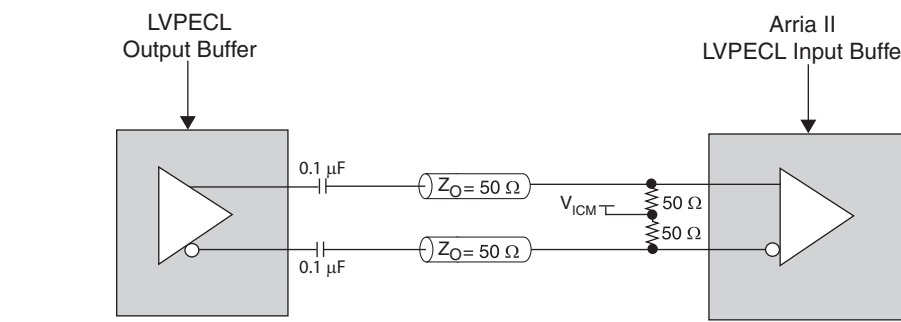 LVPECL
Output Buffer
Arria II
LVPECL Input Buffe
0.1 µF
Z_O = 50 Ω
V_ICM
50 Ω
50 Ω
Z_O = 50 Ω
0.1 µF